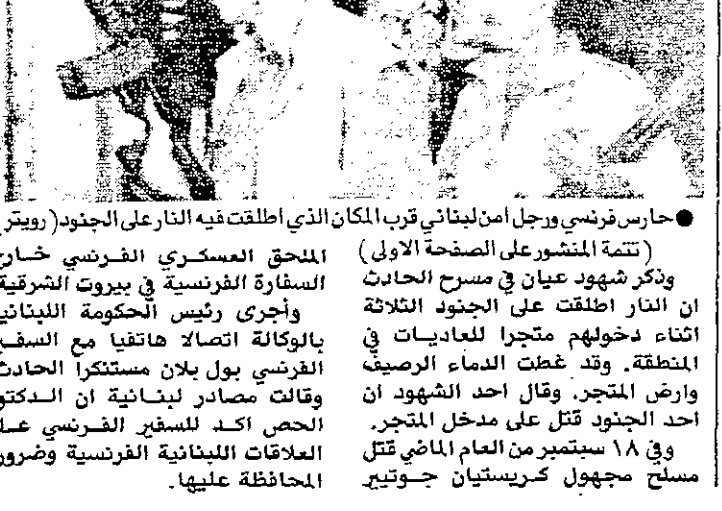 ● حارس فرنسي ورجل امن لبناني قرب المكان الذي اطلقت فيه النار على الجنود (رويتر
(تتمة المنشور على الصفحة الاولى)
وذكر شهود عيان في مسرح الحادث
ان النار اطلقت على الجنود الثلاثة
اثناء دخولهم متجرا للعاديات في
المنطقة. وقد غطت الدماء الرصيف
وارض المتجر. وقال احد الشهود ان
احد الجنود قتل على مدخل المتجر.
وفي ١٨ سبتمبر من العام الماضي قتل
مسلح مجهول كريستيان جوتيير
الملحق العسكري الفرنسي خارج
السفارة الفرنسية في بيروت الشرقية
وأجرى رئيس الحكومة اللبناني
بالوكالة اتصالا هاتفيا مع السفير
الفرنسي بول بلان مستنكرا الحادث
وقالت مصادر لبنانية ان الدكتو
الحص اكد للسفير الفرنسي عل
العلاقات اللبنانية الفرنسية وضرور
المحافظة عليها.